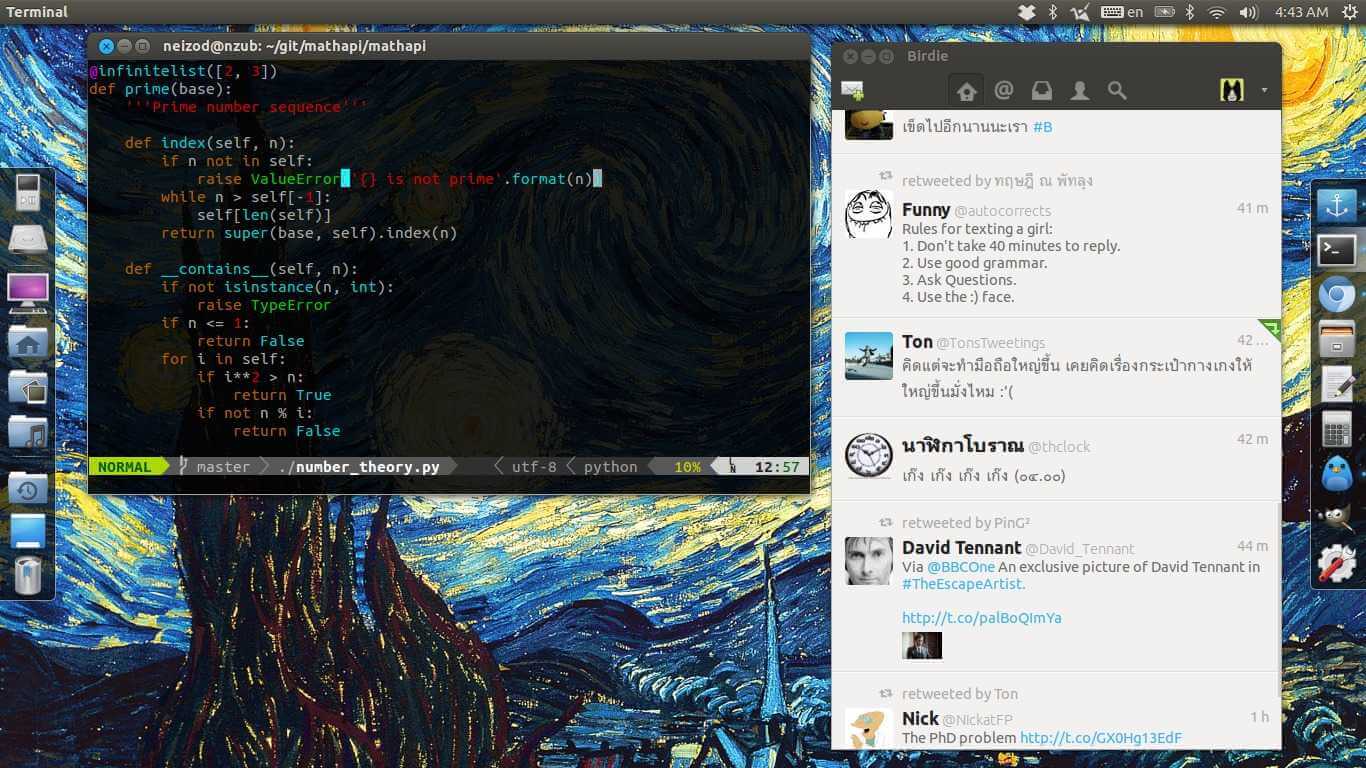 Terminal
en
4:43 AM
neizod@nzub: ~/git/mathapi/mathapi
@infinitelist([2, 3])
def prime(base):
'''Prime number sequence'''
def index(self, n):
if n not in self:
raise ValueError('{} is not prime'.format(n))
while n > self[-1]:
self[len(self)]
return super(base, self).index(n)
def __contains__(self, n):
if not isinstance(n, int):
raise TypeError
if n <= 1:
return False
for i in self:
if i**2 > n:
return True
if not n % i:
return False
NORMAL master ./number_theory.py utf-8 python 10% LN 12:57
Birdie
เข็ดไปอีกนานนะเรา #B
retweeted by ทฤษฎี ณ พัทลุง
Funny @autocorrects 41 m
Rules for texting a girl:
1. Don't take 40 minutes to reply.
2. Use good grammar.
3. Ask Questions.
4. Use the :) face.
Ton @TonsTweetings 42 ...
คิดแต่จะทำมือถือใหญ่ขึ้น เคยคิดเรื่องกระเป๋ากางเกงให้
ใหญ่ขึ้นมั่งไหม :'(
นาฬิกาโบราณ @thclock 42 m
เก๊ง เก๊ง เก๊ง เก๊ง (๐๔.๐๐)
retweeted by PinG²
David Tennant @David_Tennant 44 m
Via @BBCOne An exclusive picture of David Tennant in
#TheEscapeArtist.
http://t.co/palBoQImYa
retweeted by Ton
Nick @NickatFP 1 h
The PhD problem http://t.co/GX0Hg13EdF